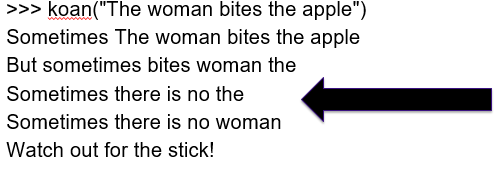 >>> koan("The woman bites the apple")
Sometimes The woman bites the apple
But sometimes bites woman the
Sometimes there is no the
Sometimes there is no woman
Watch out for the stick!